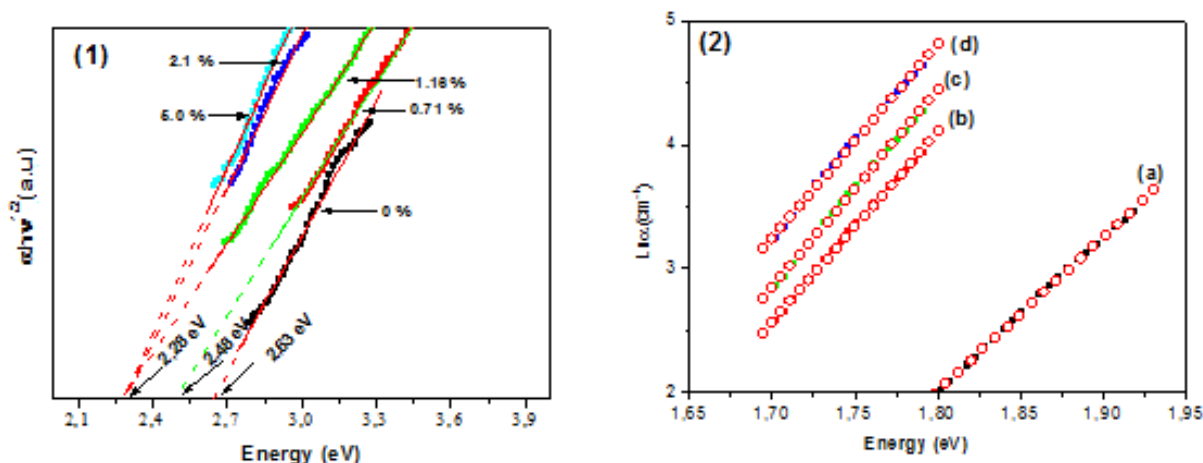 (1)
2.1 %
5.0 %
1.16 %
0.71 %
0 %
2.28 eV
2.48 eV
2.63 eV
2,1
2,4
2,7
3,0
3,3
3,6
3,9
Energy (eV)
(2)
(d)
(c)
(b)
(a)
5
4
3
2
1,65
1,70
1,75
1,80
1,85
1,90
1,95
Lnα(cm⁻¹)
Energy (eV)